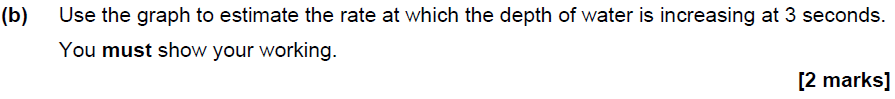 (b) Use the graph to estimate the rate at which the depth of water is increasing at 3 seconds.
You must show your working.
[2 marks]